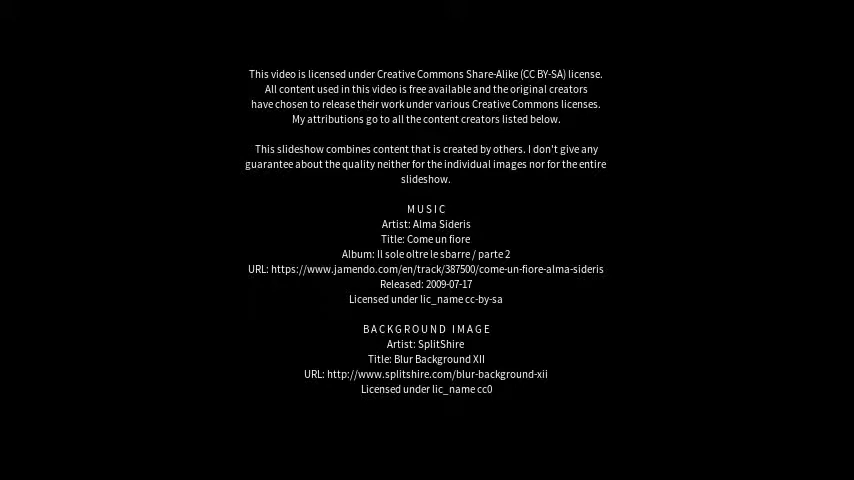 This video is licensed under Creative Commons Share-Alike (CC BY-SA) license.
All content used in this video is free available and the original creators
have chosen to release their work under various Creative Commons licenses.
My attributions go to all the content creators listed below.
This slideshow combines content that is created by others. I don't give any
guarantee about the quality neither for the individual images nor for the entire
slideshow.
MUSIC
Artist: Alma Sideris
Title: Come un fiore
Album: Il sole oltre le sbarre / parte 2
URL: https://www.jamendo.com/en/track/387500/come-un-fiore-alma-sideris
Released: 2009-07-17
Licensed under lic_name cc-by-sa
BACKGROUND IMAGE
Artist: SplitShire
Title: Blur Background XII
URL: http://www.splitshire.com/blur-background-xii
Licensed under lic_name cc0